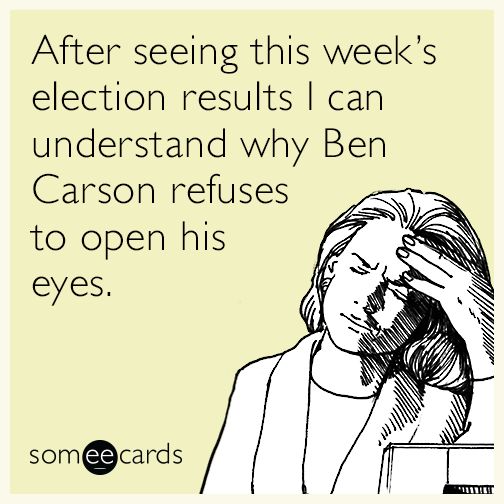 After seeing this week's
election results I can
understand why Ben
Carson refuses
to open his
eyes.
someecards